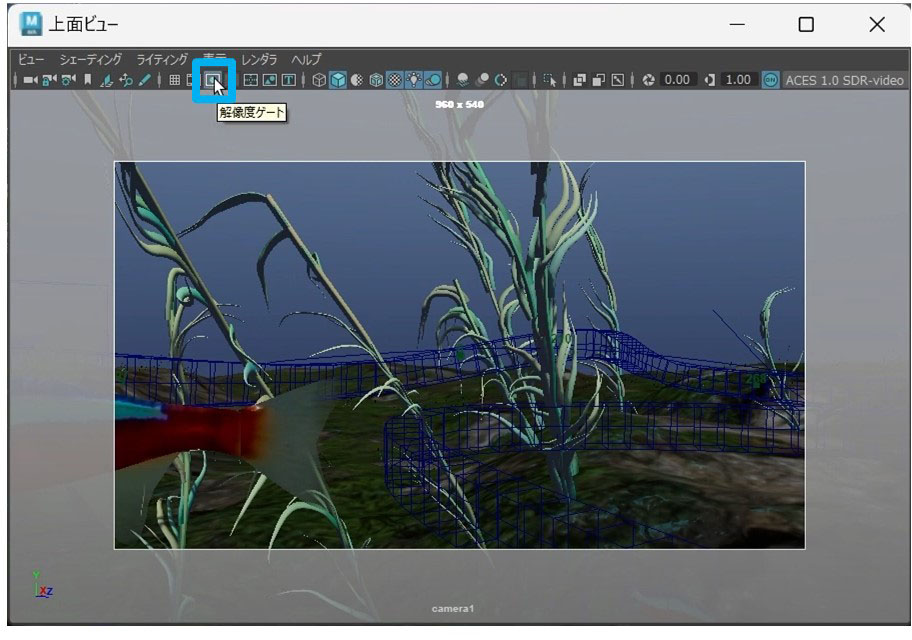 M
上面ビュー
ビュー シェーディング ライティング 表示 レンダラ ヘルプ
0.00 1.00 ON ACES 1.0 SDR-video
解像度ゲート
960 x 540
Y
XZ
camera1